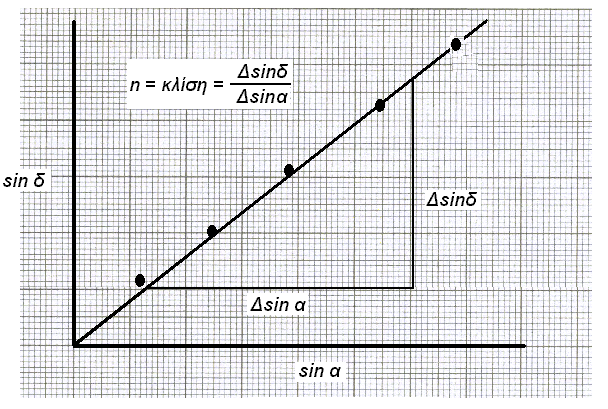 n = κλίση = Δsinδ / Δsinα
sin δ
Δsinδ
Δsin α
sin α